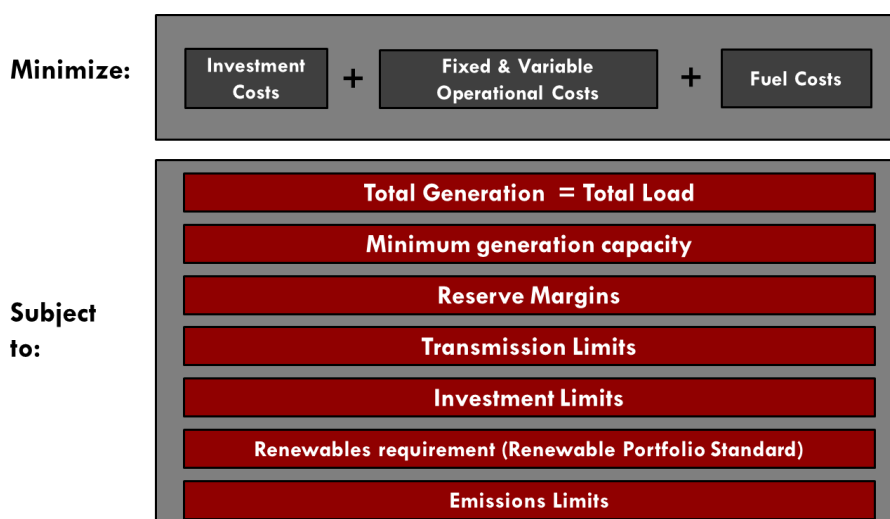 Minimize:
Investment
Costs
+
Fixed & Variable
Operational Costs
+
Fuel Costs
Subject
to:
Total Generation = Total Load
Minimum generation capacity
Reserve Margins
Transmission Limits
Investment Limits
Renewables requirement (Renewable Portfolio Standard)
Emissions Limits